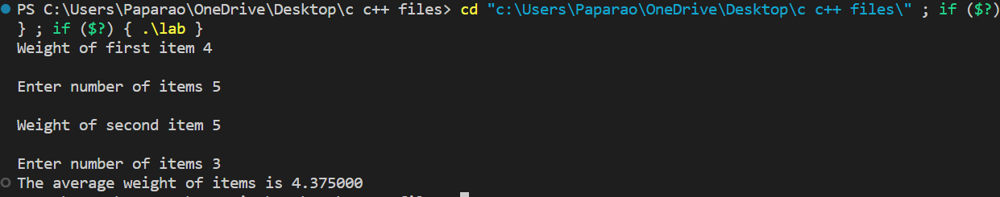 PS C:\Users\Paparao\OneDrive\Desktop\c c++ files> cd "c:\Users\Paparao\OneDrive\Desktop\c c++ files\" ; if ($?)
} ; if ($?) { .\lab }
Weight of first item 4
Enter number of items 5
Weight of second item 5
Enter number of items 3
The average weight of items is 4.375000